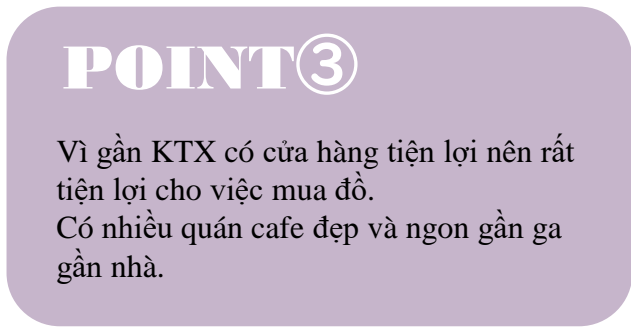 POINT③
Vì gần KTX có cửa hàng tiện lợi nên rất
tiện lợi cho việc mua đồ.
Có nhiều quán cafe đẹp và ngon gần ga
gần nhà.